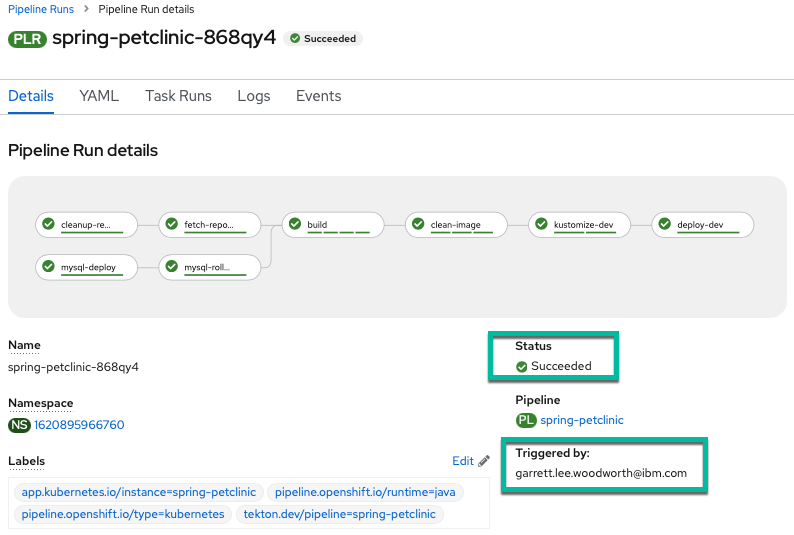 Pipeline Runs > Pipeline Run details
PLR spring-petclinic-868qy4 Succeeded
Details YAML Task Runs Logs Events
Pipeline Run details
cleanup-re... fetch-repo... build clean-image kustomize-dev deploy-dev
mysql-deploy mysql-roll...
Name
spring-petclinic-868qy4
Namespace
NS 1620895966760
Labels Edit
app.kubernetes.io/instance=spring-petclinic pipeline.openshift.io/runtime=java
pipeline.openshift.io/type=kubernetes tekton.dev/pipeline=spring-petclinic
Status
Succeeded
Pipeline
PL spring-petclinic
Triggered by:
garrett.lee.woodworth@ibm.com